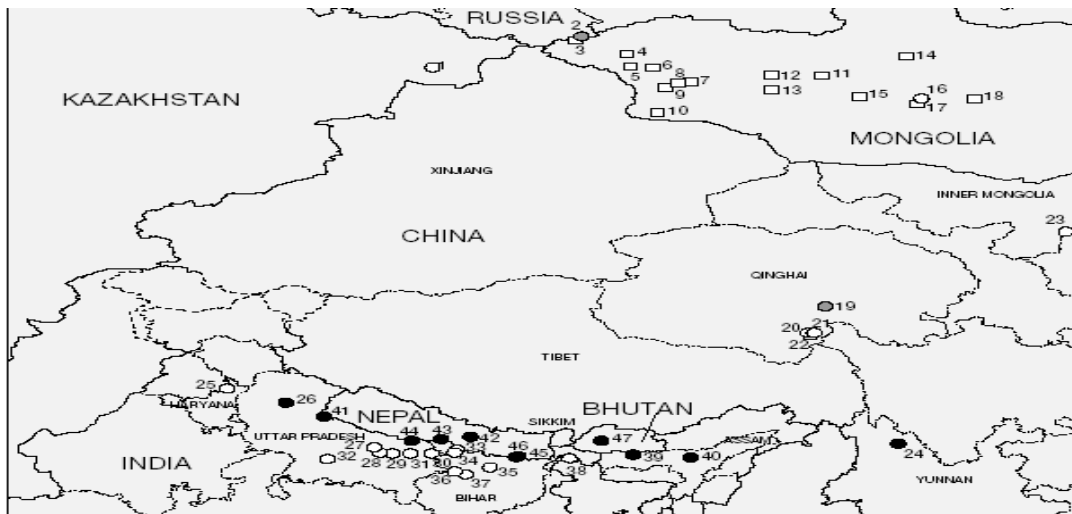 RUSSIA 2
3
4
14
1
5 6 8 7
12 11
KAZAKHSTAN
9
13
15 16 18
10
17
MONGOLIA
XINJIANG
INNER MONGOLIA
23
CHINA
QINGHAI
19
20 21
22
TIBET
25
HARYANA
26
41
NEPAL
SIKKIM
BHUTAN
UTTAR PRADESH
44 43 42
46
47
ASSAM
27
33
INDIA
32
28 29 31 30 34
45
39
40
24
35
38
36
37
BIHAR
YUNNAN